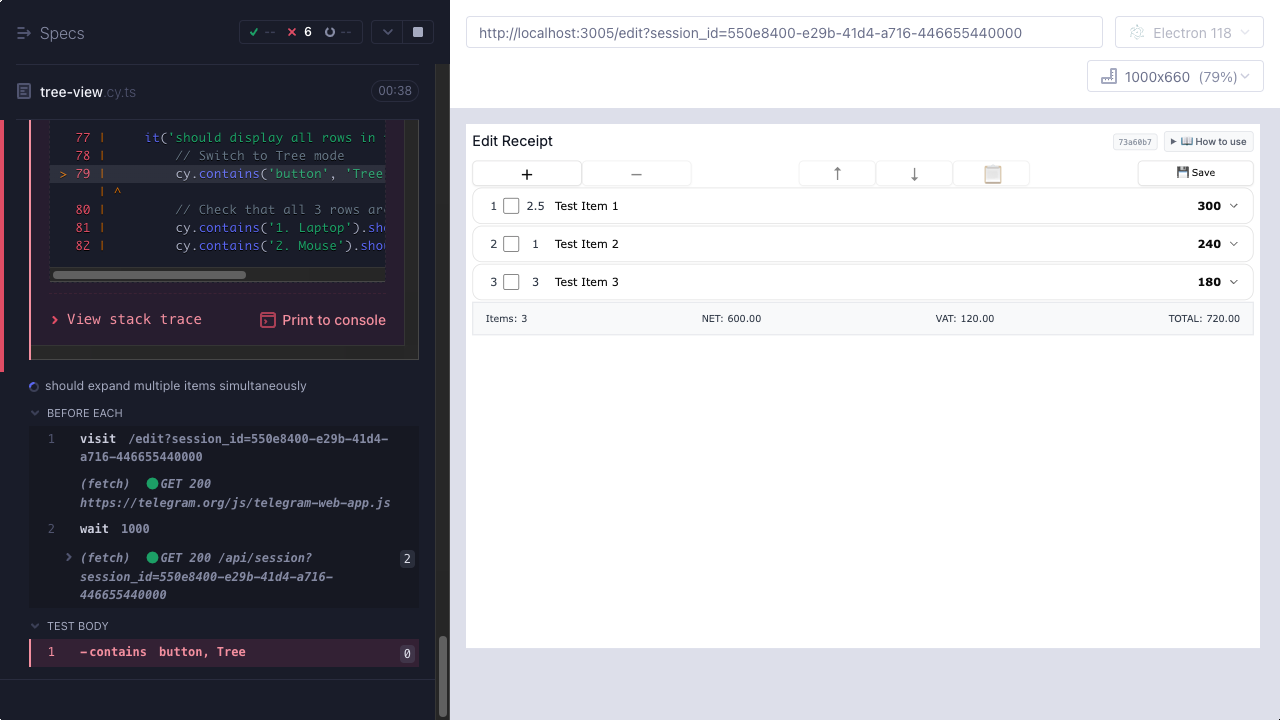 Specs
-- 6 --
tree-view.cy.ts 00:38
77 | it('should display all rows in
78 | // Switch to Tree mode
> 79 | cy.contains('button', 'Tree
| ^
80 | // Check that all 3 rows ar
81 | cy.contains('1. Laptop').sho
82 | cy.contains('2. Mouse').shou
View stack trace Print to console
should expand multiple items simultaneously
BEFORE EACH
1 visit /edit?session_id=550e8400-e29b-41d4-
a716-446655440000
(fetch) GET 200
https://telegram.org/js/telegram-web-app.js
2 wait 1000
(fetch) GET 200 /api/session?
session_id=550e8400-e29b-41d4-a716-
446655440000
2
TEST BODY
1 -contains button, Tree 0
http://localhost:3005/edit?session_id=550e8400-e29b-41d4-a716-446655440000
Electron 118
1000x660 (79%)
Edit Receipt 73a60b7 ▶ 📖 How to use
+ − ↑ ↓ 📋 💾 Save
1 2.5 Test Item 1 300
2 1 Test Item 2 240
3 3 Test Item 3 180
Items: 3 NET: 600.00 VAT: 120.00 TOTAL: 720.00